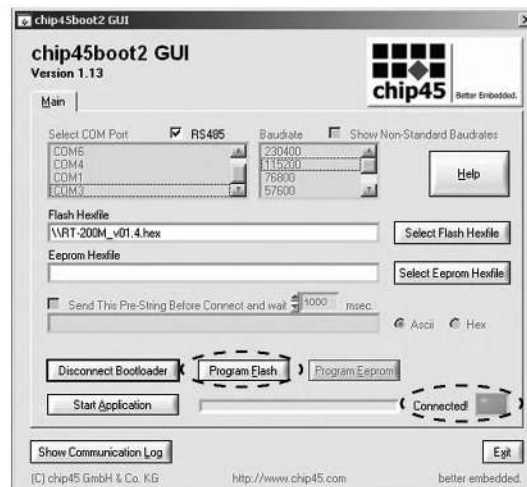 chip45boot2 GUI
chip45boot2 GUI
Version 1.13
chip45
Better Embedded.
Main
Select COM Port
RS485
Baudrate
Show Non-Standard Baudrates
COM6
COM4
COM1
COM3
230400
115200
76800
57600
Help
Flash Hexfile
\\RT-200M_v01.4.hex
Select Flash Hexfile
Eeprom Hexfile
Select Eeprom Hexfile
Send This Pre-String Before Connect and wait 1000 msec.
Ascii Hex
Disconnect Bootloader
Program Flash
Program Eeprom
Start Application
Connected!
Show Communication Log
Exit
(C) chip45 GmbH & Co. KG
http://www.chip45.com
better embedded.